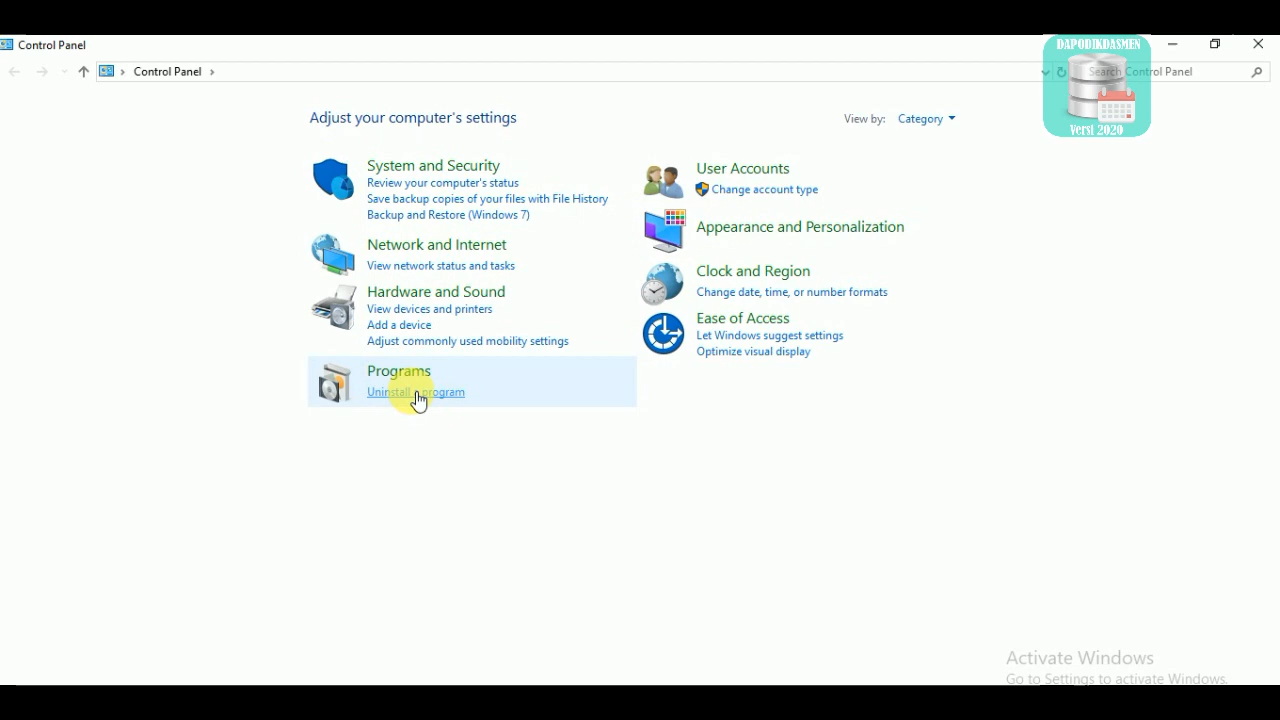 Control Panel
DAPODIKDASMEN
Control Panel
Search Control Panel
Versi 2020
Adjust your computer's settings
View by: Category
System and Security
Review your computer's status
Save backup copies of your files with File History
Backup and Restore (Windows 7)
Network and Internet
View network status and tasks
Hardware and Sound
View devices and printers
Add a device
Adjust commonly used mobility settings
Programs
Uninstall a program
User Accounts
Change account type
Appearance and Personalization
Clock and Region
Change date, time, or number formats
Ease of Access
Let Windows suggest settings
Optimize visual display
Activate Windows
Go to Settings to activate Windows.